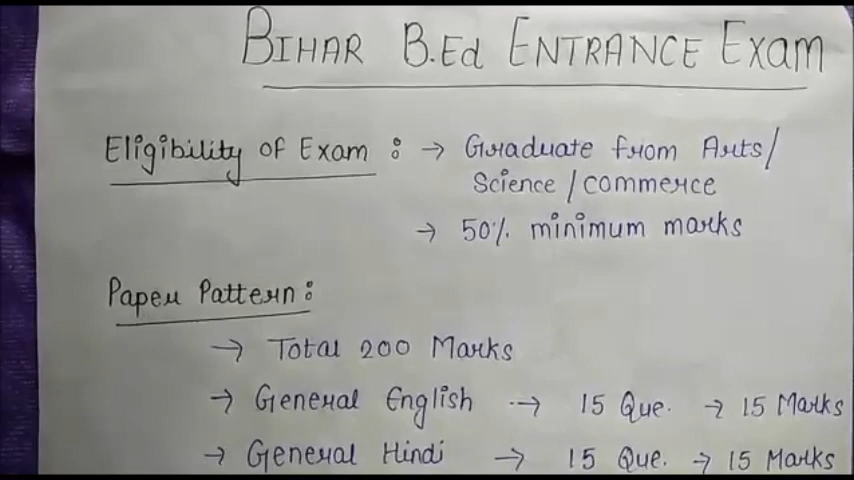 BIHAR B.Ed ENTRANCE Exam
Eligibility of Exam : → Graduate from Arts/
Science/commerce
→ 50% minimum marks
Paper Pattern :
→ Total 200 Marks
→ General English → 15 Que. → 15 Marks
→ General Hindi → 15 Que. → 15 Marks